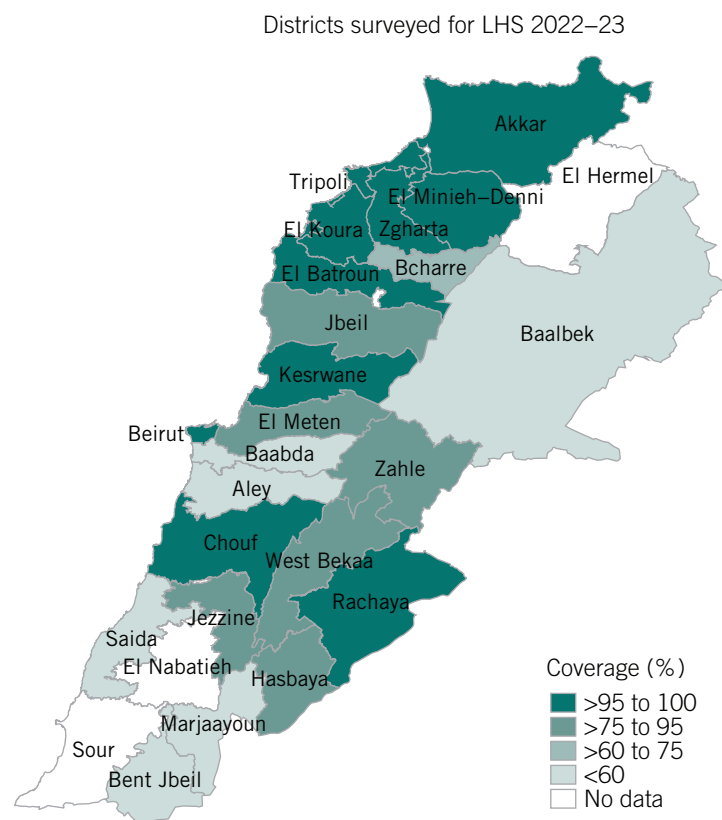 Districts surveyed for LHS 2022–23
Akkar
El Hermel
Tripoli
El Minieh–Denni
El Koura
Zgharta
El Batroun
Bcharre
Jbeil
Baalbek
Kesrwane
El Meten
Beirut
Baabda
Zahle
Aley
Chouf
West Bekaa
Rachaya
Jezzine
Saida
El Nabatieh
Hasbaya
Marjaayoun
Sour
Bent Jbeil
Coverage (%)
>95 to 100
>75 to 95
>60 to 75
<60
No data